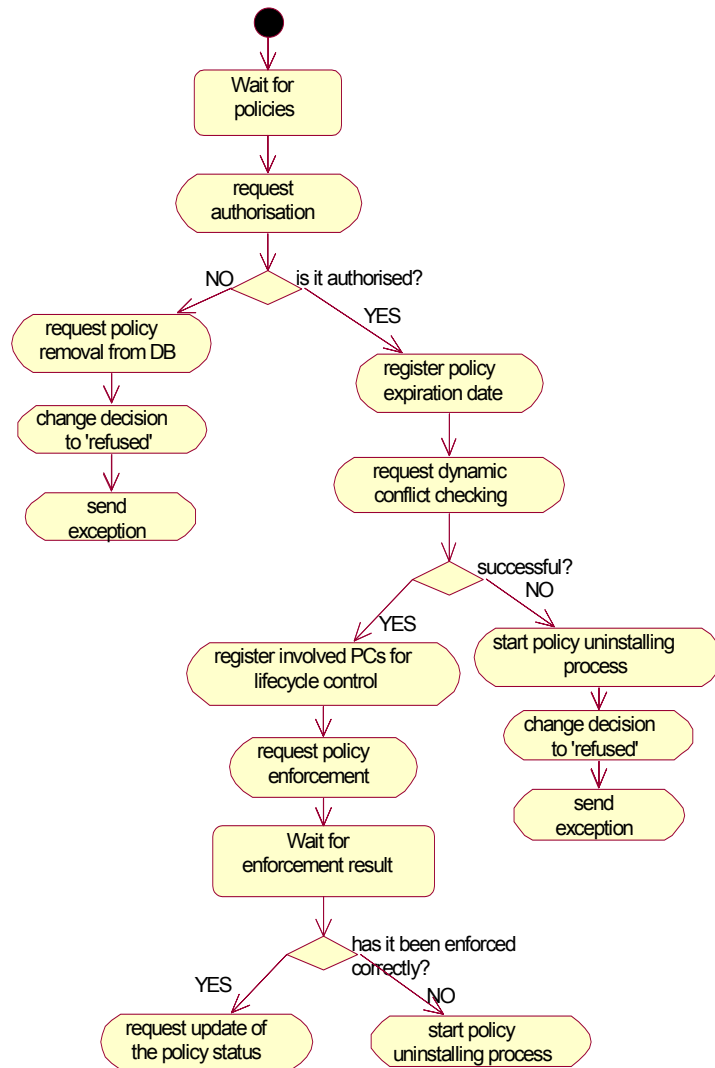 Wait for
policies
request
authorisation
NO
is it authorised?
YES
request policy
removal from DB
register policy
expiration date
change decision
to 'refused'
request dynamic
conflict checking
send
exception
successful?
NO
YES
register involved PCs for
lifecycle control
start policy uninstalling
process
change decision
to 'refused'
request policy
enforcement
send
exception
Wait for
enforcement result
has it been enforced
correctly?
YES
NO
request update of
the policy status
start policy
uninstalling process